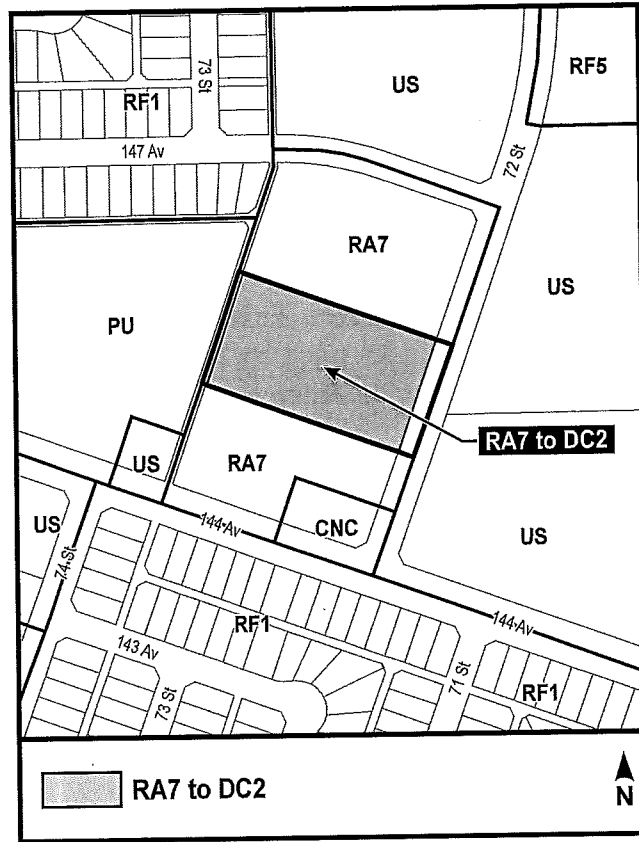 73 St
RF1
US
RF5
147 Av
72 St
RA7
US
PU
RA7 to DC2
US
RA7
US
144 Av
CNC
US
74 St
RF1
144 Av
143 Av
73 St
71 St
RF1
RA7 to DC2
N